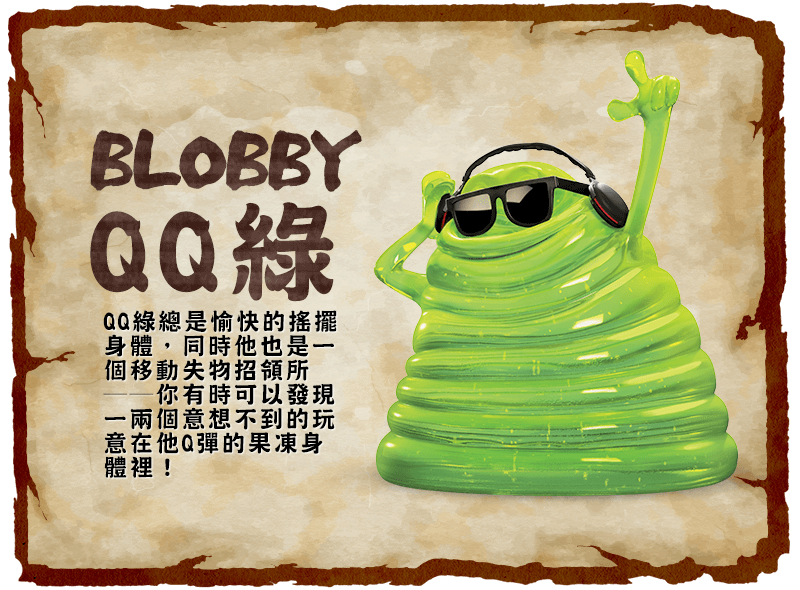 BLOBBY
QQ綠
QQ綠總是愉快的搖擺
身體，同時他也是一
個移動失物招領所
——你有時可以發現
一兩個意想不到的玩
意在他Q彈的果凍身
體裡！